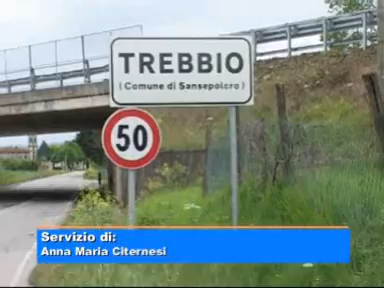 TREBBIO
(Comune di Sansepolcro)
50
Servizio di:
Anna Maria Citernesi